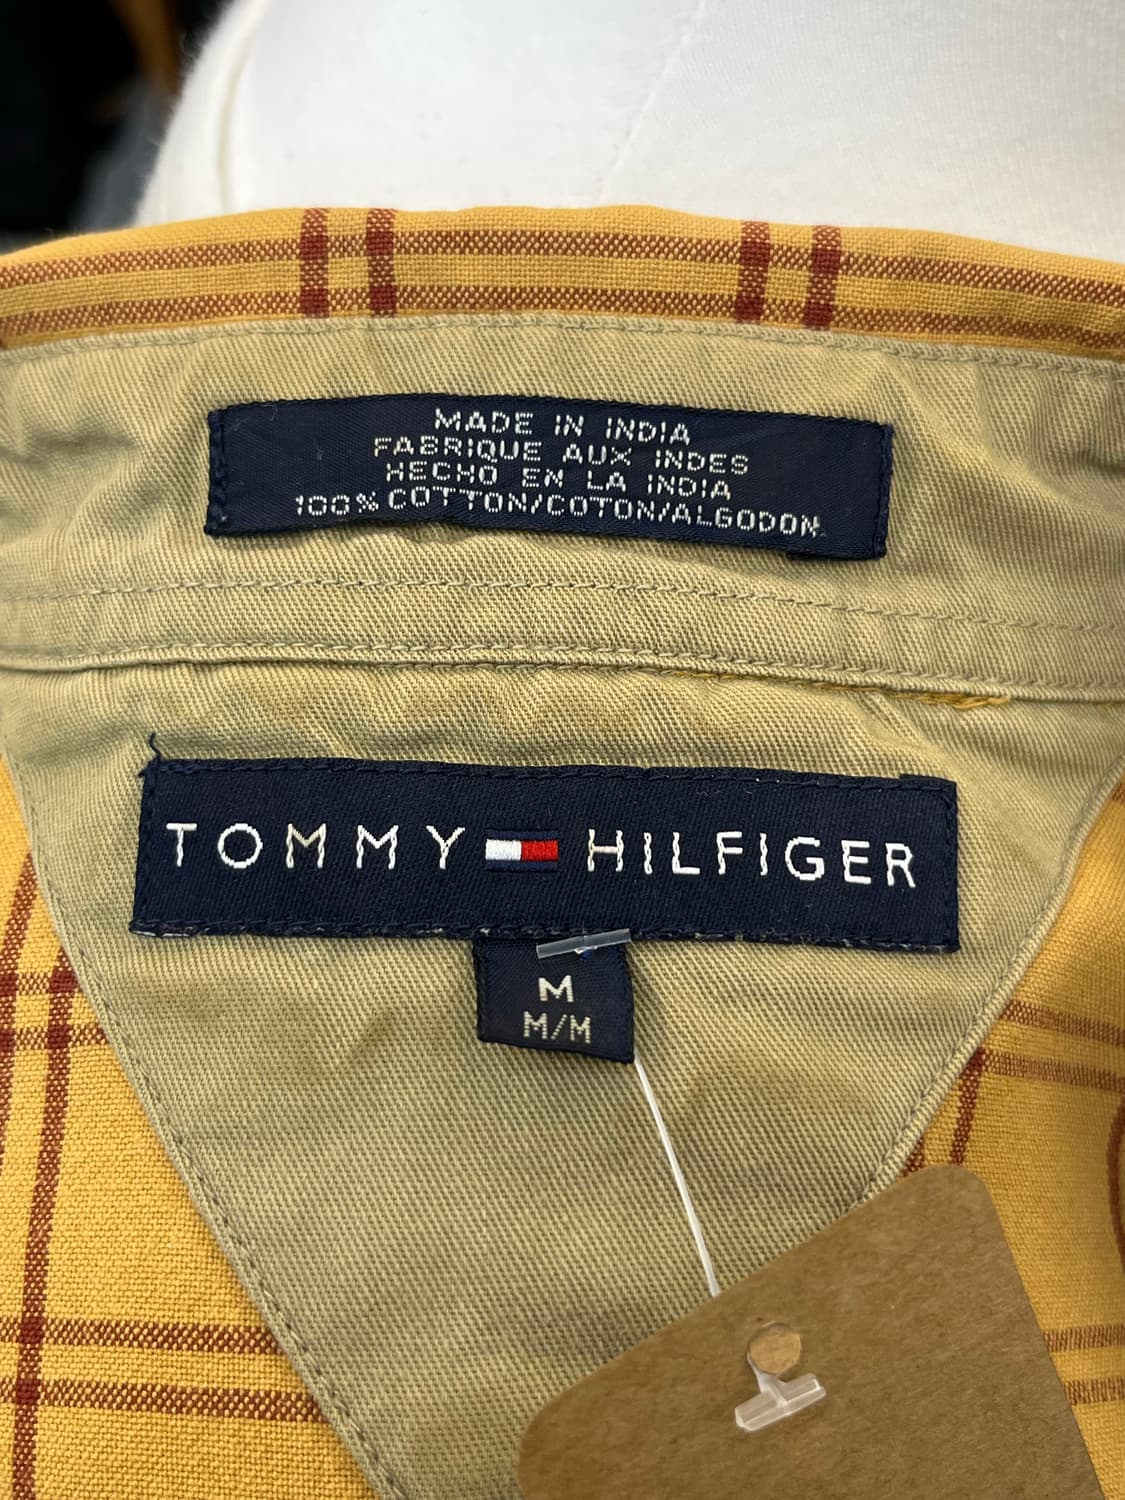 MADE IN INDIA
FABRIQUE AUX INDES
HECHO EN LA INDIA
100% COTTON/COTON/ALGODON
TOMMY HILFIGER
M
M/M